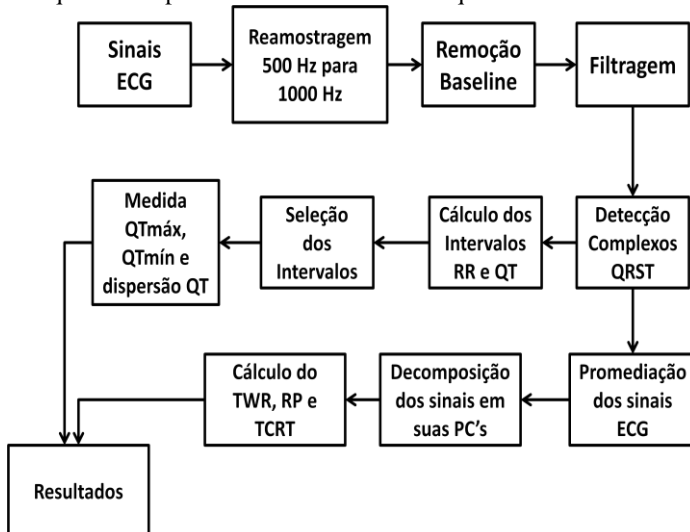 Sinais
ECG
Reamostragem
500 Hz para
1000 Hz
Remoção
Baseline
Filtragem
Medida
QTmáx,
QTmín e
dispersão QT
Seleção
dos
Intervalos
Cálculo dos
Intervalos
RR e QT
Detecção
Complexos
QRST
Cálculo do
TWR, RP e
TCRT
Decomposição
dos sinais em
suas PC's
Promediação
dos sinais
ECG
Resultados